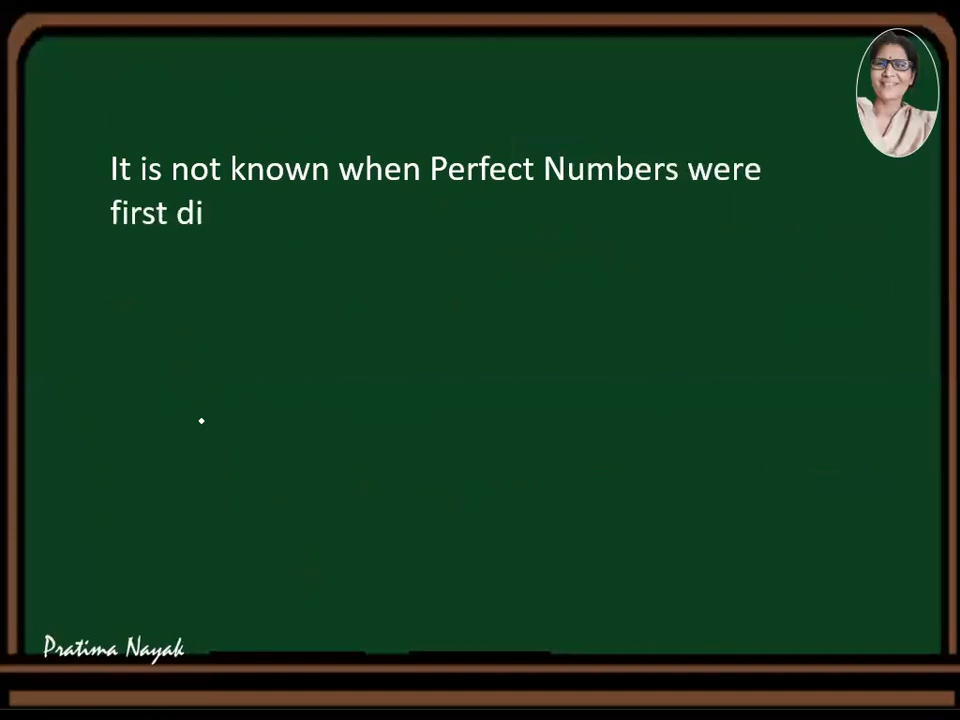 It is not known when Perfect Numbers were
first di
Pratima Nayak